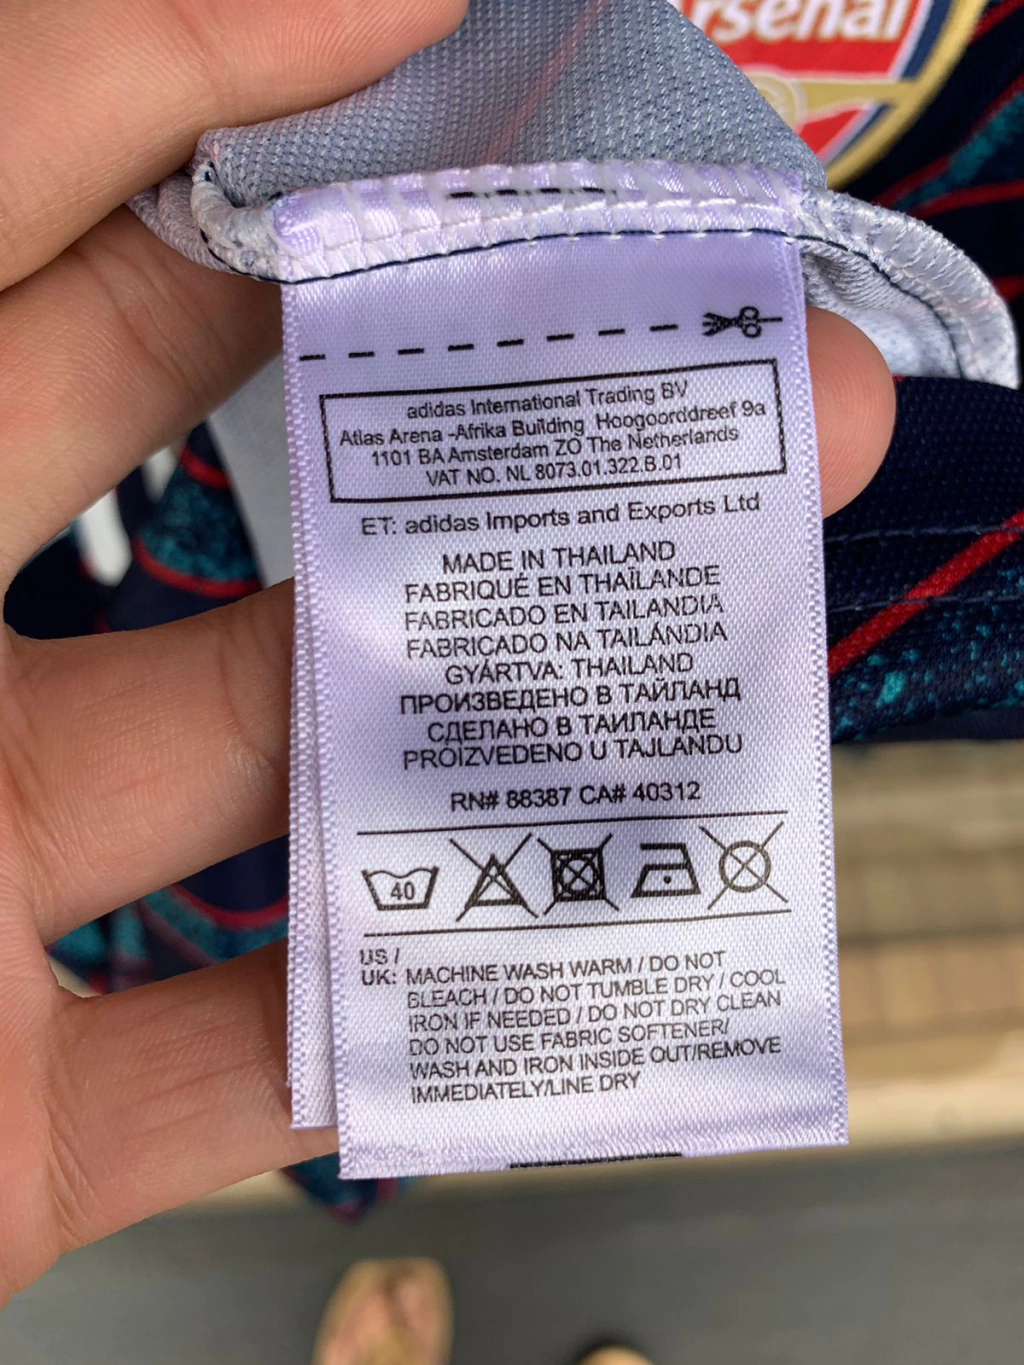 Arsenal
adidas International Trading BV
Atlas Arena -Afrika Building Hoogoorddreef 9a
1101 BA Amsterdam ZO The Netherlands
VAT NO. NL 8073.01.322.B.01
ET: adidas Imports and Exports Ltd
MADE IN THAILAND
FABRIQUÉ EN THAÏLANDE
FABRICADO EN TAILANDIA
FABRICADO NA TAILÁNDIA
GYÁRTVA: THAILAND
ПРОИЗВЕДЕНО В ТАЙЛАНД
СДЕЛАНО В ТАИЛАНДЕ
PROIZVEDENO U TAJLANDU
RN# 88387 CA# 40312
40
US /
UK: MACHINE WASH WARM / DO NOT
BLEACH / DO NOT TUMBLE DRY / COOL
IRON IF NEEDED / DO NOT DRY CLEAN
DO NOT USE FABRIC SOFTENER/
WASH AND IRON INSIDE OUT/REMOVE
IMMEDIATELY/LINE DRY